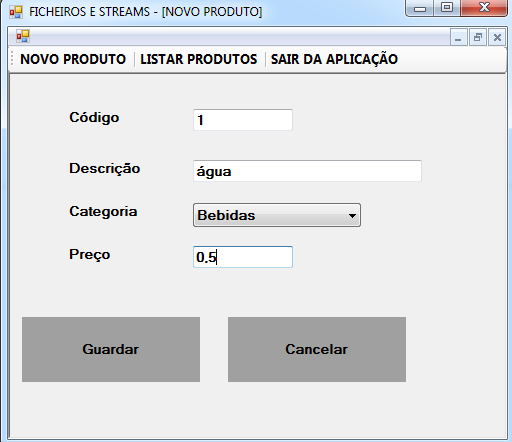 FICHEIROS E STREAMS - [NOVO PRODUTO]
NOVO PRODUTO LISTAR PRODUTOS SAIR DA APLICAÇÃO
Código 1
Descrição água
Categoria Bebidas
Preço 0.5
Guardar Cancelar